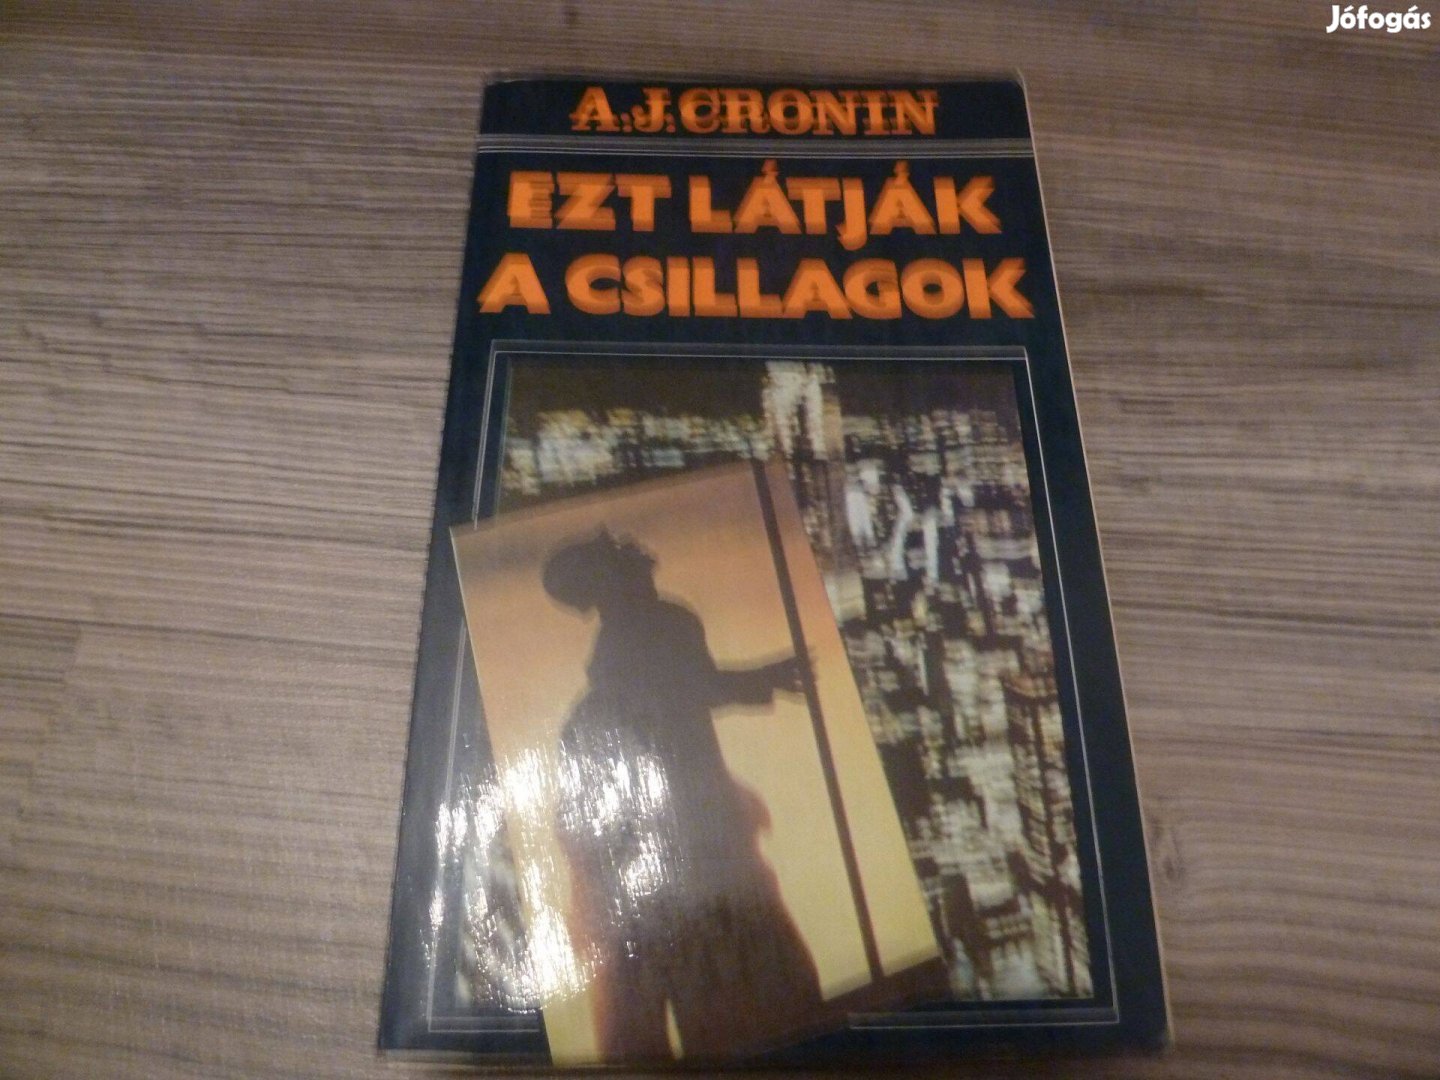 Jófogás
A.J. CRONIN
EZT LÁTJÁK
A CSILLAGOK